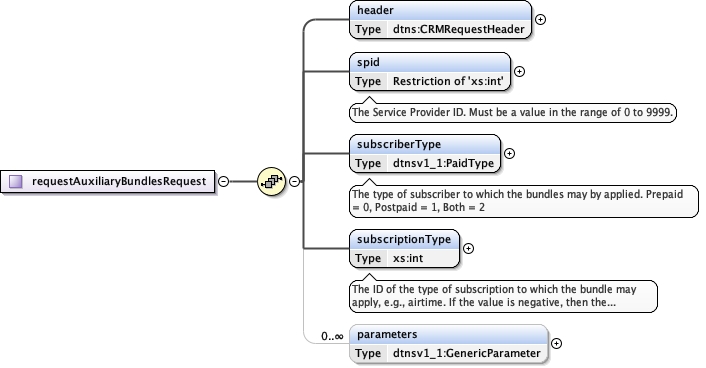 header
Type dtns:CRMRequestHeader
spid
Type Restriction of 'xs:int'
The Service Provider ID. Must be a value in the range of 0 to 9999.
subscriberType
Type dtnsv1_1:PaidType
requestAuxiliaryBundlesRequest
The type of subscriber to which the bundles may by applied. Prepaid
= 0, Postpaid = 1, Both = 2
subscriptionType
Type xs:int
The ID of the type of subscription to which the bundle may
apply, e.g., airtime. If the value is negative, then the...
0..∞
parameters
Type dtnsv1_1:GenericParameter